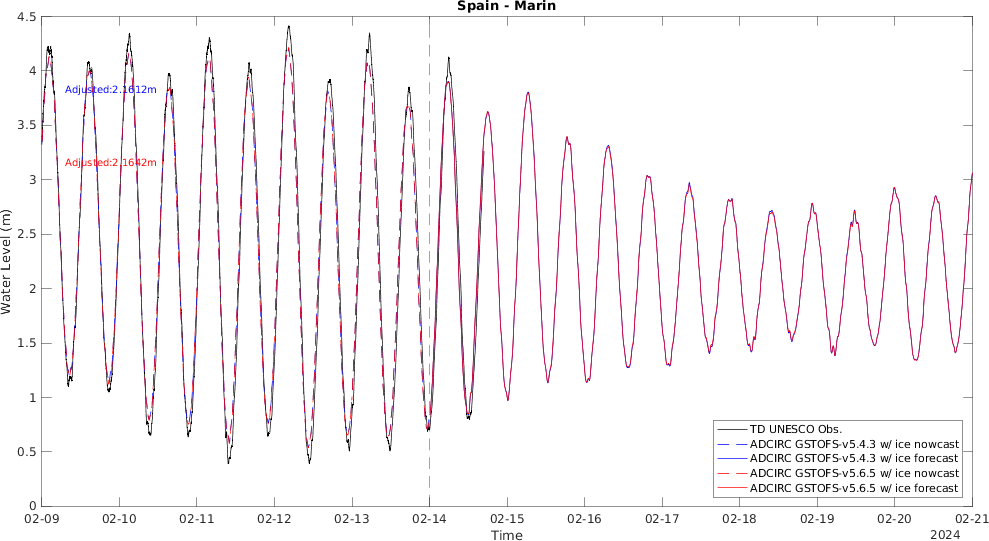 Spain - Marin
4.5
4
3.5
3
2.5
2
1.5
1
0.5
0
Water Level (m)
Adjusted:2.1612m
Adjusted:2.1642m
TD UNESCO Obs.
ADCIRC GSTOFS-v5.4.3 w/ ice nowcast
ADCIRC GSTOFS-v5.4.3 w/ ice forecast
ADCIRC GSTOFS-v5.6.5 w/ ice nowcast
ADCIRC GSTOFS-v5.6.5 w/ ice forecast
02-09 02-10 02-11 02-12 02-13 02-14 02-15 02-16 02-17 02-18 02-19 02-20 02-21
Time
2024